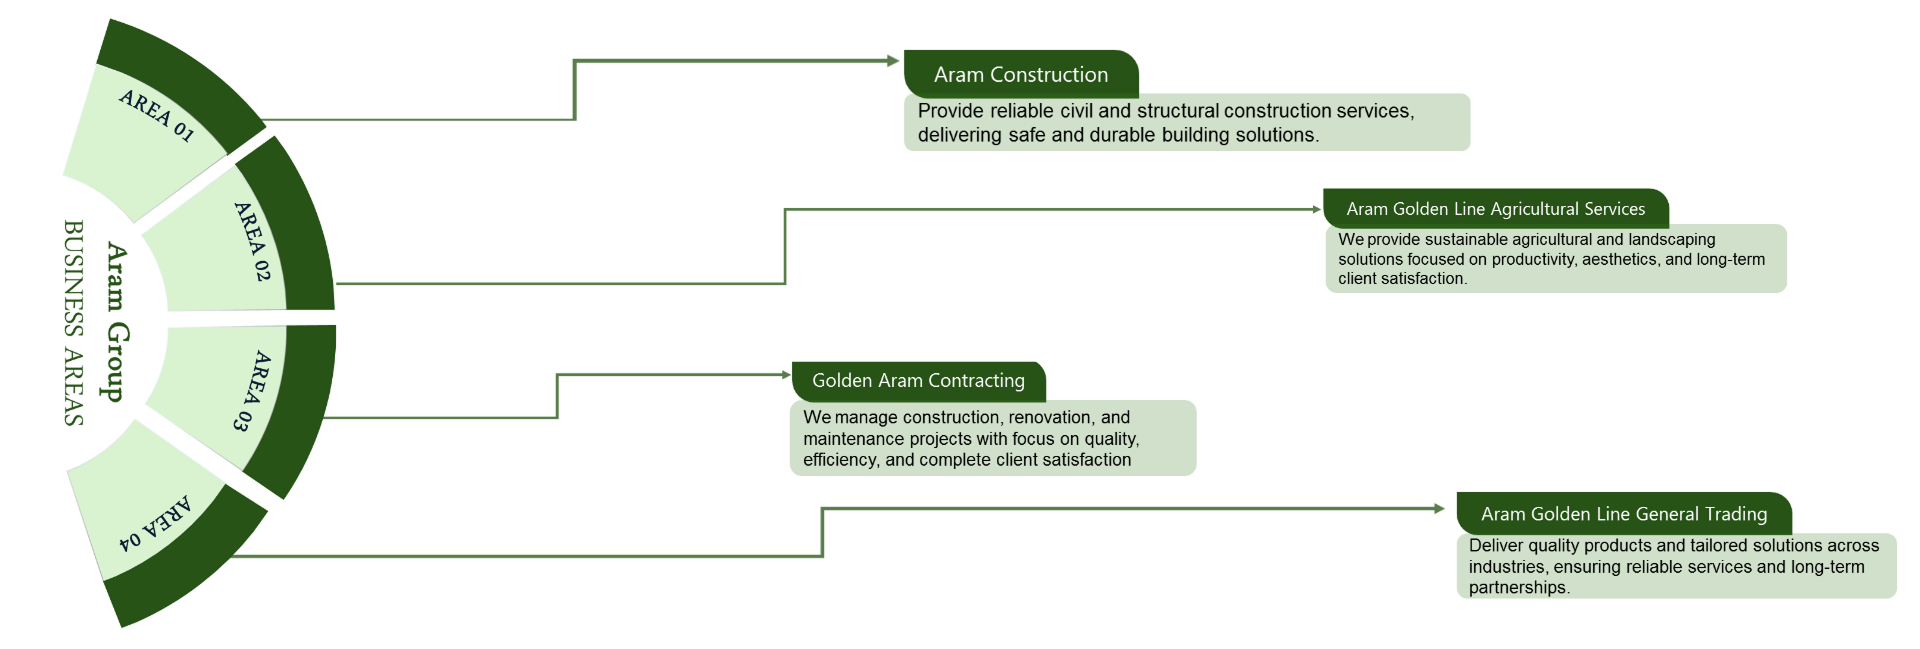 Aram Group
BUSINESS AREAS
AREA 01
Aram Construction
Provide reliable civil and structural construction services,
delivering safe and durable building solutions.
AREA 02
Aram Golden Line Agricultural Services
We provide sustainable agricultural and landscaping
solutions focused on productivity, aesthetics, and long-term
client satisfaction.
AREA 03
Golden Aram Contracting
We manage construction, renovation, and
maintenance projects with focus on quality,
efficiency, and complete client satisfaction
AREA 04
Aram Golden Line General Trading
Deliver quality products and tailored solutions across
industries, ensuring reliable services and long-term
partnerships.